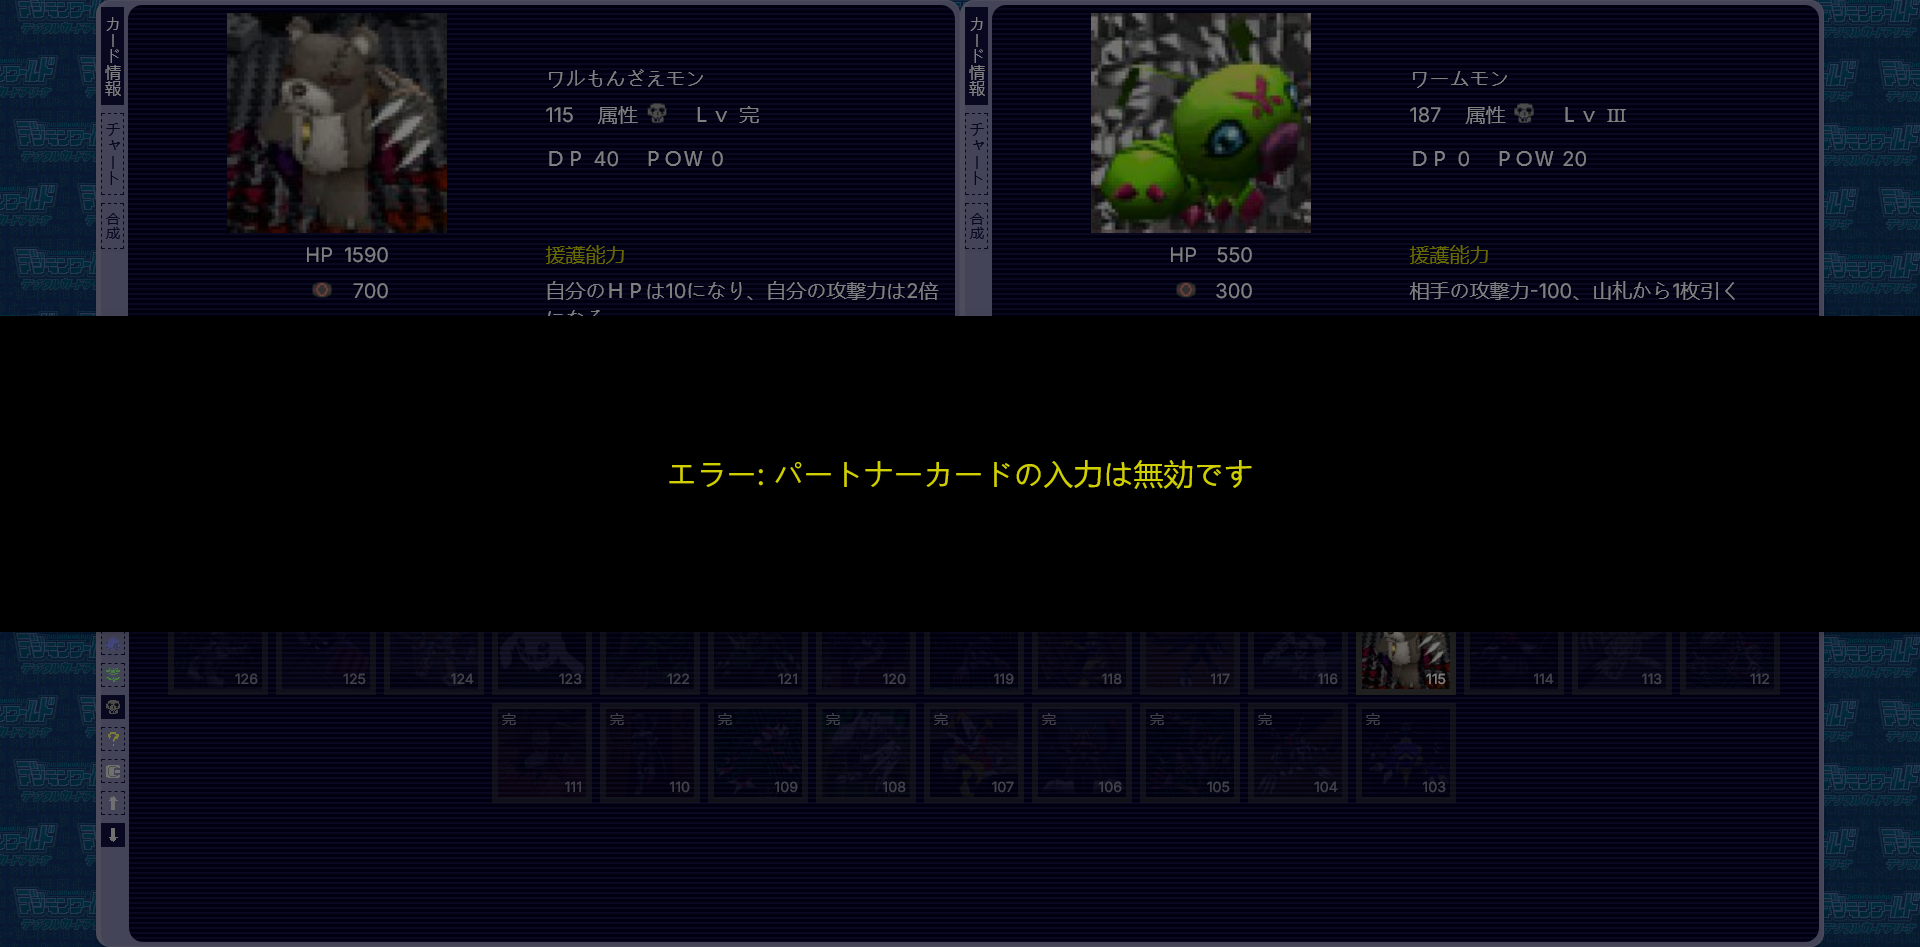 カード情報
チャート
合成
ワルもんざえモン
115 属性 Ｌｖ 完
ＤＰ 40 ＰＯＷ 0
HP 1590
700
援護能力
自分のＨＰは10になり、自分の攻撃力は2倍
になる
カード情報
チャート
合成
ワームモン
187 属性 Ｌｖ Ⅲ
ＤＰ 0 ＰＯＷ 20
HP 550
300
援護能力
相手の攻撃力-100、山札から1枚引く
エラー: パートナーカードの入力は無効です
126 125 124 123 122 121 120 119 118 117 116 115 114 113 112
完 完 完 完 完 完 完 完 完
111 110 109 108 107 106 105 104 103
?